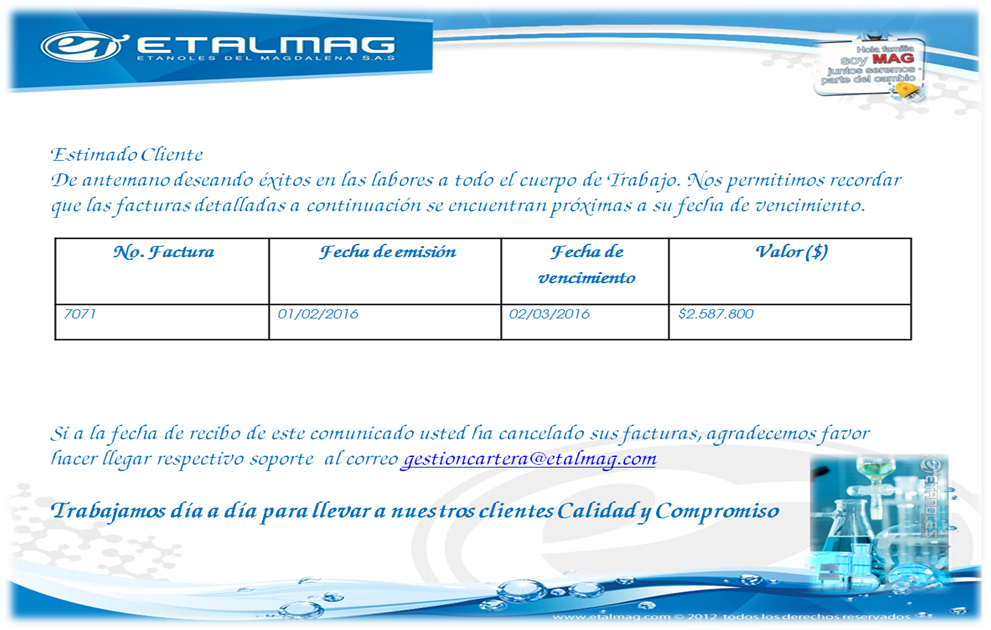 ETALMAG
ETANOLES DEL MAGDALENA S.A.S
Hola familia
soy MAG
juntos seremos
parte del cambio
Estimado Cliente
De antemano deseando éxitos en las labores a todo el cuerpo de Trabajo. Nos permitimos recordar
que las facturas detalladas a continuación se encuentran próximas a su fecha de vencimiento.
No. Factura Fecha de emisión Fecha de vencimiento Valor ($)
7071 01/02/2016 02/03/2016 $2.587.800
Si a la fecha de recibo de este comunicado usted ha cancelado sus facturas, agradecemos favor
hacer llegar respectivo soporte al correo gestioncartera@etalmag.com
Trabajamos día a día para llevar a nuestros clientes Calidad y Compromiso
www.etalmag.com © 2012 todos los derechos reservados